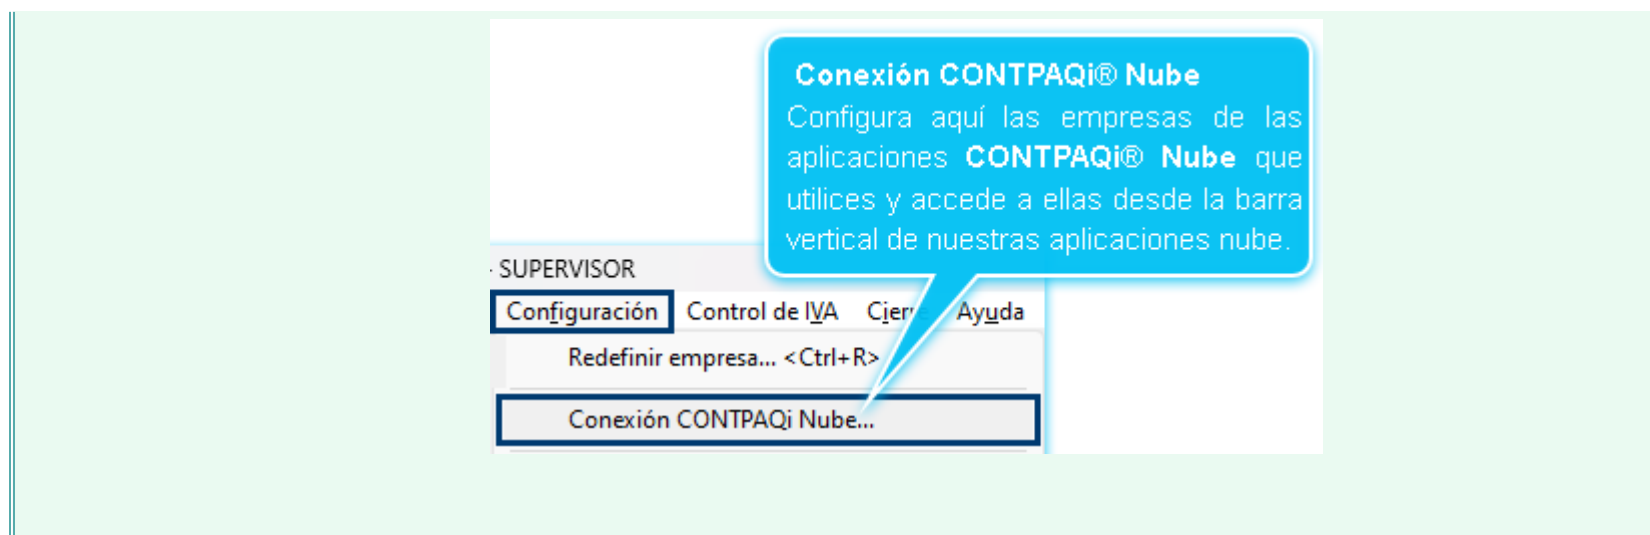 Conexión CONTPAQi® Nube
Configura aquí las empresas de las
aplicaciones CONTPAQi® Nube que
utilices y accede a ellas desde la barra
vertical de nuestras aplicaciones nube.
- SUPERVISOR
Configuración Control de IVA Ayuda
Redefinir empresa... <Ctrl+R>
Conexión CONTPAQi Nube...